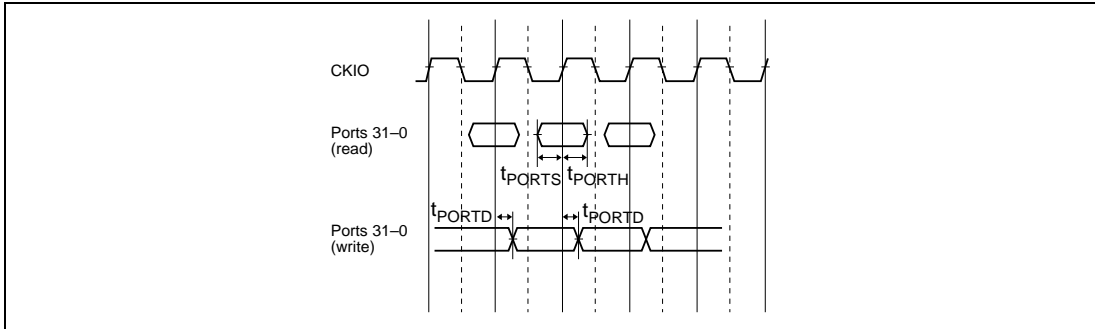 CKIO
Ports 31–0
(read)
tPORTS tPORTH
tPORTD tPORTD
Ports 31–0
(write)